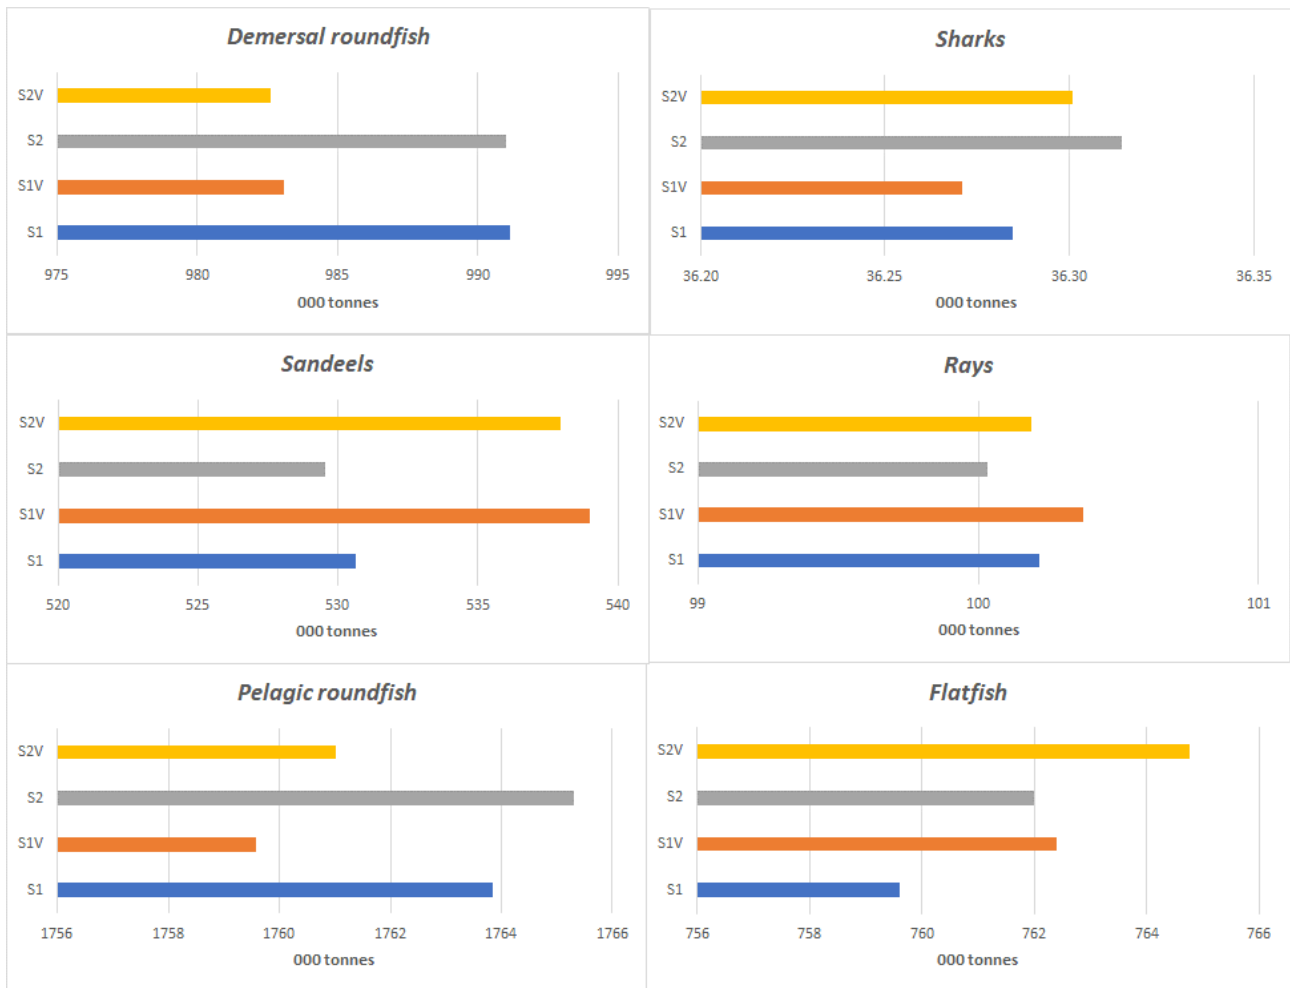 Demersal roundfish
S2V
S2
S1V
S1
975 980 985 990 995
000 tonnes
Sharks
S2V
S2
S1V
S1
36.20 36.25 36.30 36.35
000 tonnes
Sandeels
S2V
S2
S1V
S1
520 525 530 535 540
000 tonnes
Rays
S2V
S2
S1V
S1
99 100 101
000 tonnes
Pelagic roundfish
S2V
S2
S1V
S1
1756 1758 1760 1762 1764 1766
000 tonnes
Flatfish
S2V
S2
S1V
S1
756 758 760 762 764 766
000 tonnes